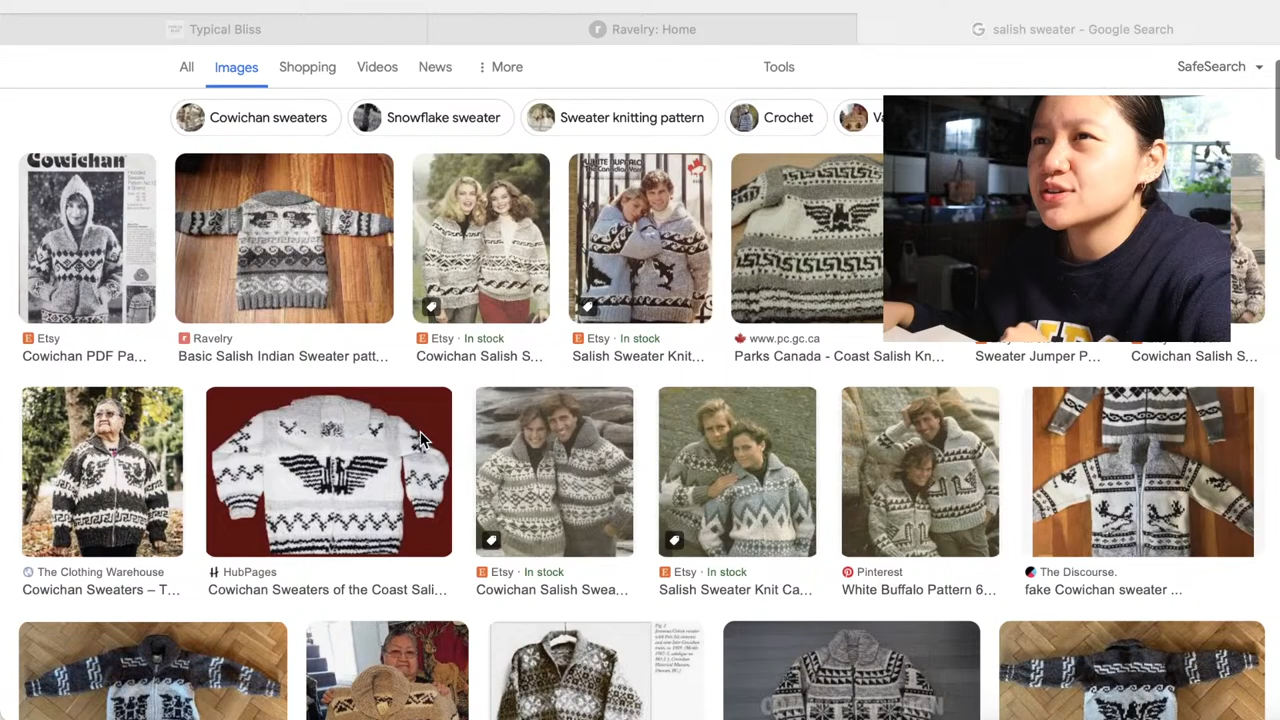 Typical Bliss
Ravelry: Home
salish sweater - Google Search
All
Images
Shopping
Videos
News
More
Tools
SafeSearch
Cowichan sweaters
Snowflake sweater
Sweater knitting pattern
Crochet
Cowichan
WHITE BUFFALO
Etsy
Cowichan PDF Pa...
Ravelry
Basic Salish Indian Sweater patt...
Etsy · In stock
Cowichan Salish S...
Etsy · In stock
Salish Sweater Knit...
www.pc.gc.ca
Parks Canada - Coast Salish Kn...
Sweater Jumper P...
Cowichan Salish S...
The Clothing Warehouse
Cowichan Sweaters – T...
HubPages
Cowichan Sweaters of the Coast Sali...
Etsy · In stock
Cowichan Salish Swea...
Etsy · In stock
Salish Sweater Knit Ca...
Pinterest
White Buffalo Pattern 6...
The Discourse.
fake Cowichan sweater ...